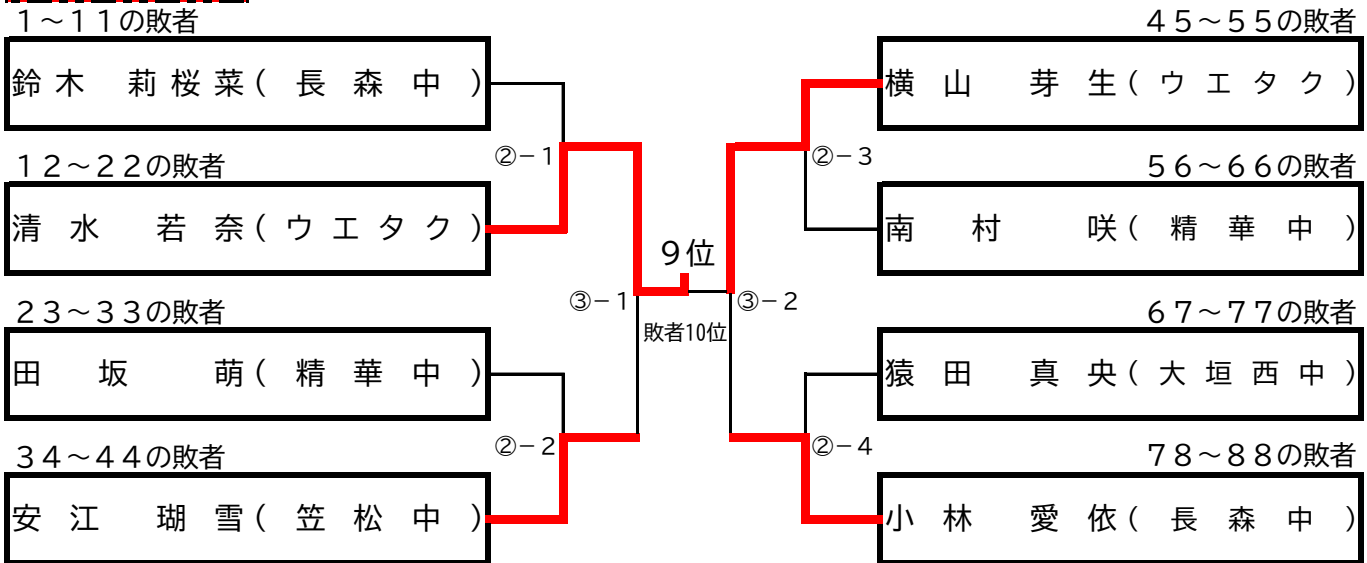 1～11の敗者
鈴木 莉桜菜(長森中)
②-1
12～22の敗者
清水 若奈(ウエタク)
23～33の敗者
田坂 萌(精華中)
②-2
34～44の敗者
安江 瑚雪(笠松中)
③-1
9位
敗者10位
③-2
45～55の敗者
横山 芽生(ウエタク)
②-3
56～66の敗者
南村 咲(精華中)
67～77の敗者
猿田 真央(大垣西中)
②-4
78～88の敗者
小林 愛依(長森中)